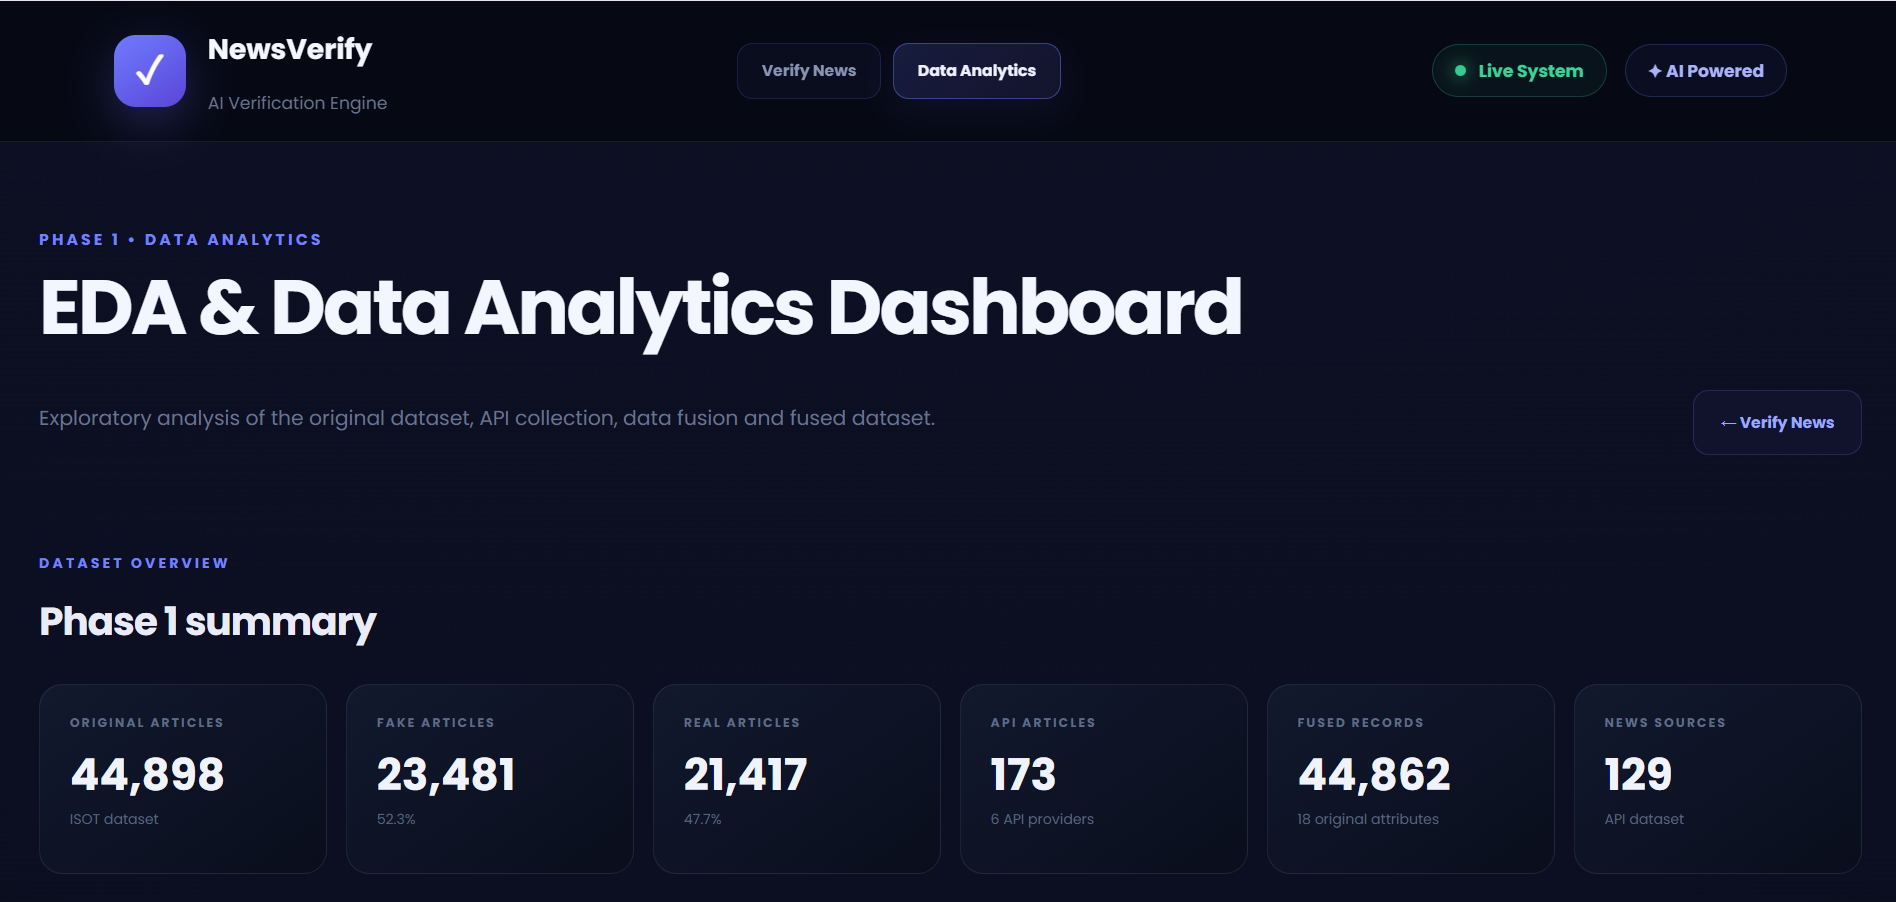 NewsVerify
AI Verification Engine
Verify News
Data Analytics
Live System
✦ AI Powered
PHASE 1 • DATA ANALYTICS
EDA & Data Analytics Dashboard
Exploratory analysis of the original dataset, API collection, data fusion and fused dataset.
← Verify News
DATASET OVERVIEW
Phase 1 summary
ORIGINAL ARTICLES
44,898
ISOT dataset
FAKE ARTICLES
23,481
52.3%
REAL ARTICLES
21,417
47.7%
API ARTICLES
173
6 API providers
FUSED RECORDS
44,862
18 original attributes
NEWS SOURCES
129
API dataset